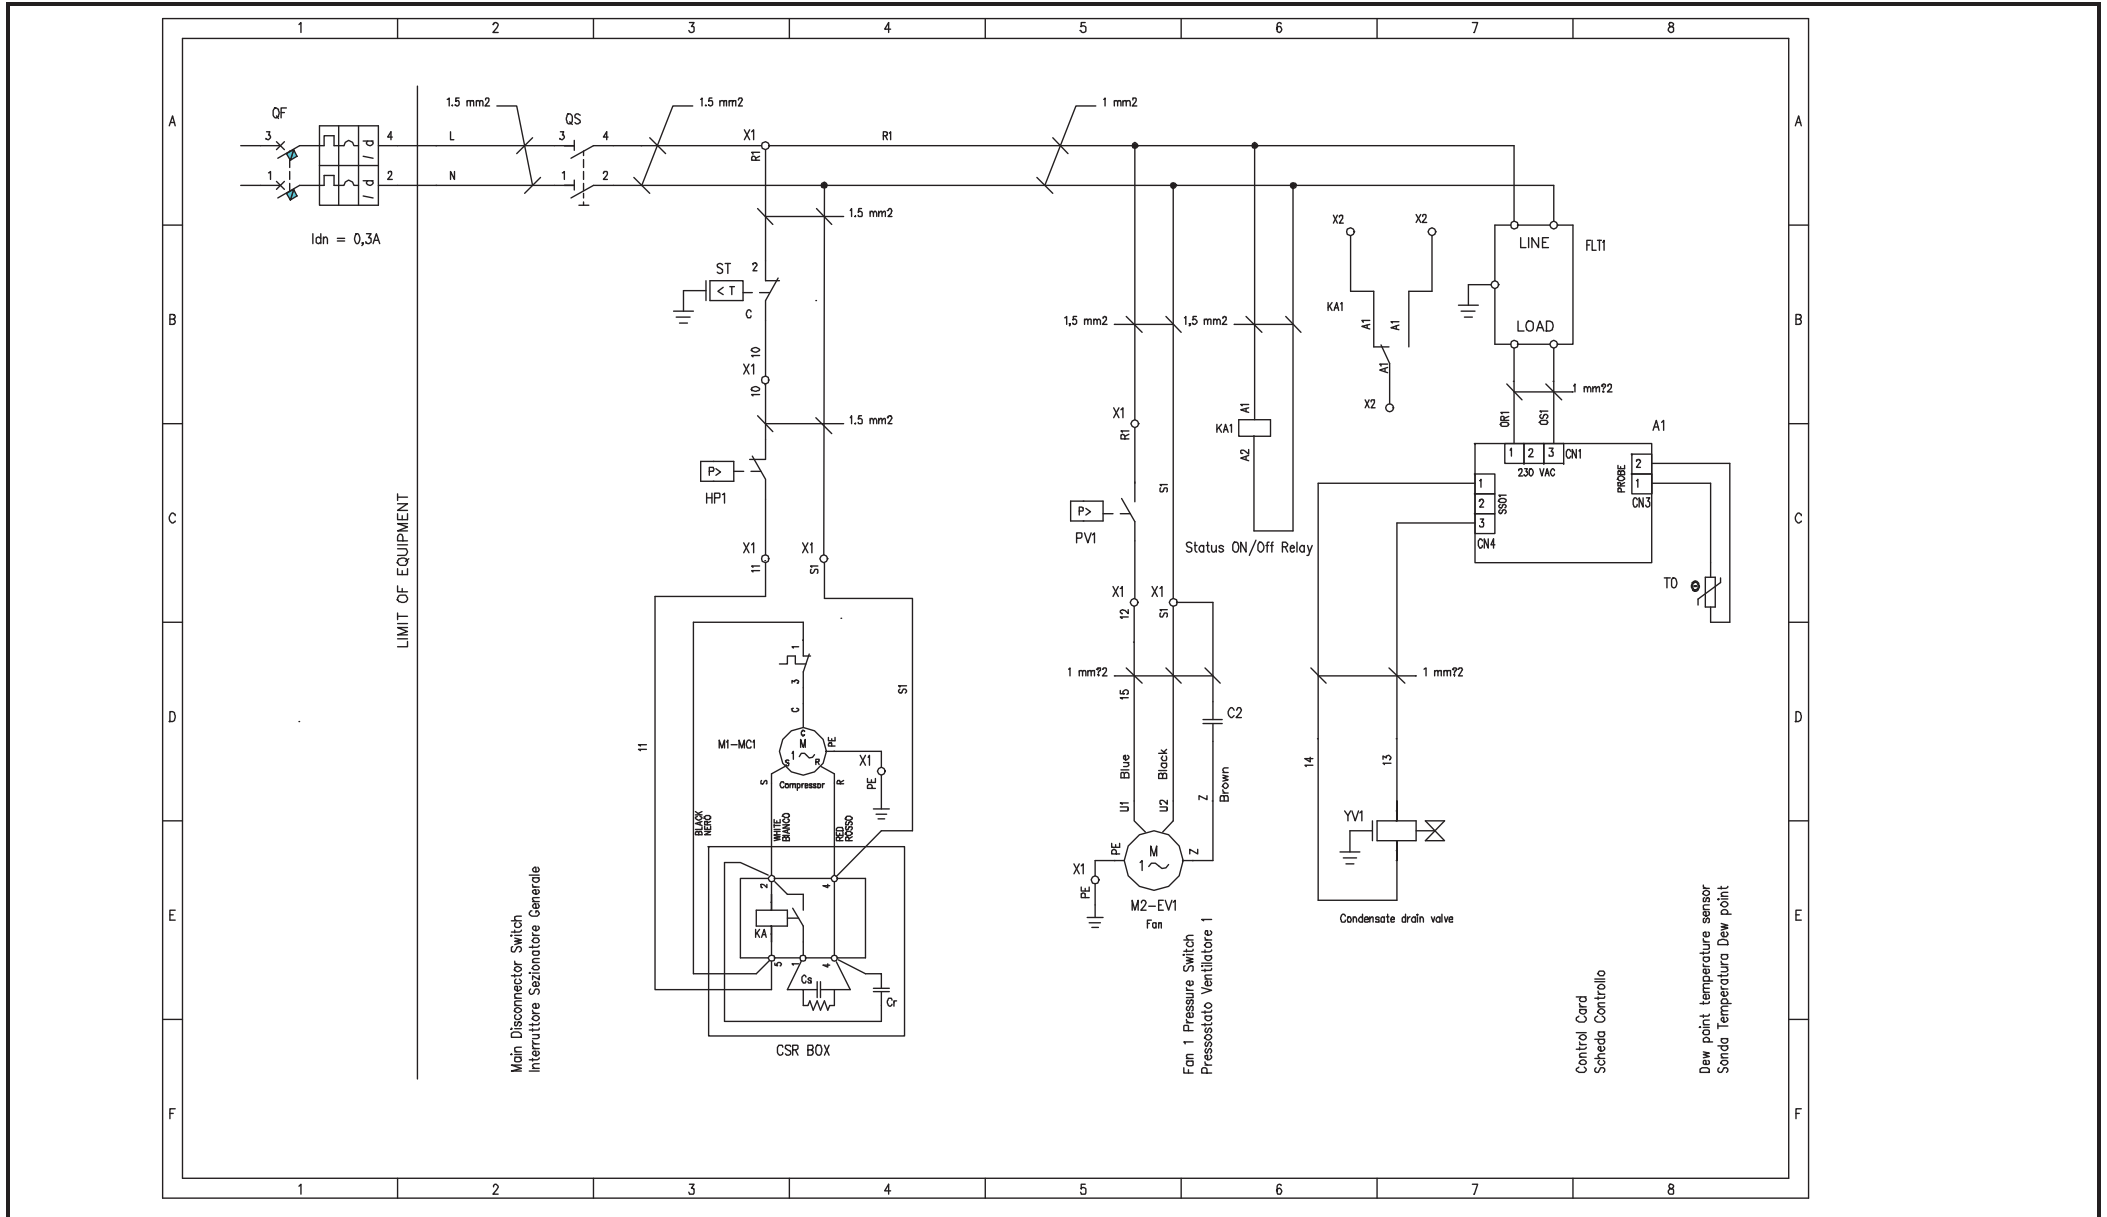 1 2 3 4 5 6 7 8
A A
B B
C C
D D
E E
F F
1 2 3 4 5 6 7 8
QF
3 4
1 2
Idn = 0,3A
LIMIT OF EQUIPMENT
1.5 mm2
L
N
QS
3 4
1 2
1.5 mm2
X1
R1
R1
1 mm2
1.5 mm2
ST
2
< T
C
10
X1
10
1.5 mm2
P>
HP1
X1
11
X1
S1
11
S1
1
3
C
M1-MC1
C
M
1
S R
PE
Compressor
X1
PE
S
R
BLACK
NERO
WHITE
BIANCO
RED
ROSSO
2
4
KA
5
1
4
Cs
Cr
CSR BOX
Main Disconnector Switch
Interruttore Sezionatore Generale
1,5 mm2
1,5 mm2
X1
R1
S1
P>
PV1
X1
12
X1
S1
1 mm?2
15
C2
Blue
Black
Brown
U1
U2
Z
PE
M
1
Z
X1
PE
M2-EV1
Fan
Fan 1 Pressure Switch
Pressostato Ventilatore 1
A1
KA1
A2
Status ON/Off Relay
X2
X2
KA1
A1
A1
A1
X2
LINE
FLT1
LOAD
1 mm?2
OR1
OS1
A1
1 2 3 CN1
230 VAC
PROBE
2
1
CN3
1
2
3
SSO1
CN4
T0
1 mm?2
14
13
YV1
Condensate drain valve
Control Card
Scheda Controllo
Dew point temperature sensor
Sonda Temperatura Dew point